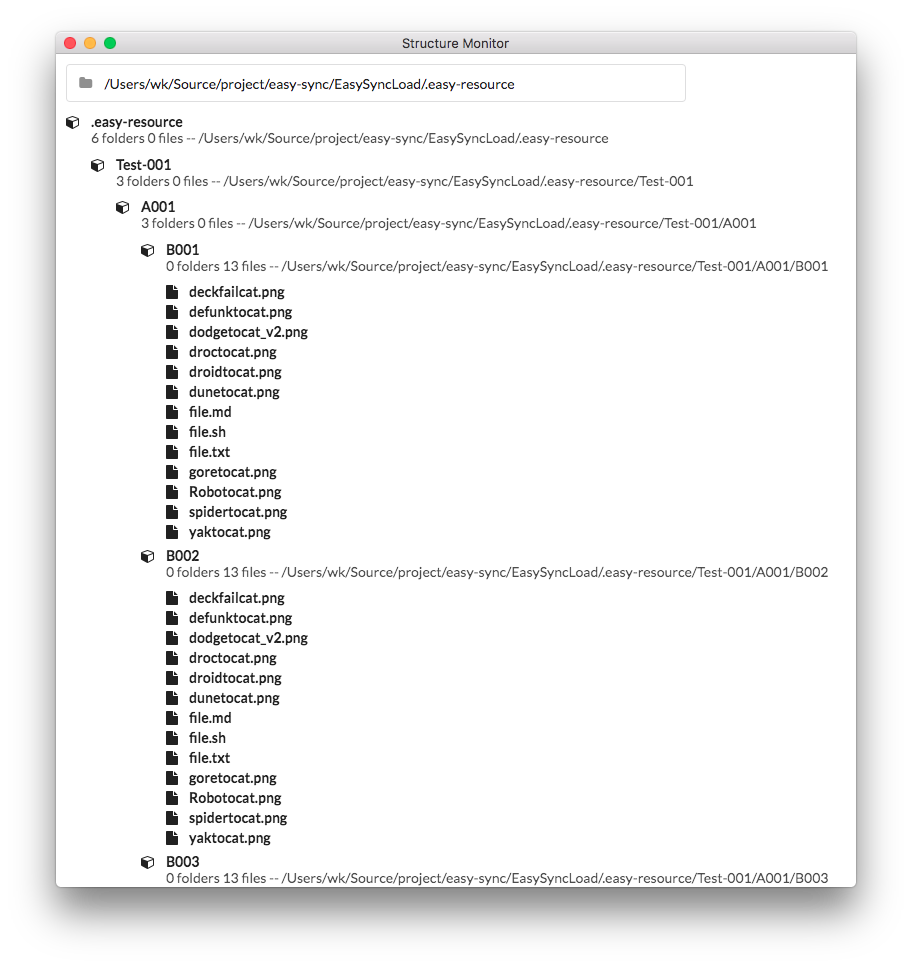 Structure Monitor
/Users/wk/Source/project/easy-sync/EasySyncLoad/.easy-resource
.easy-resource
6 folders 0 files -- /Users/wk/Source/project/easy-sync/EasySyncLoad/.easy-resource
Test-001
3 folders 0 files -- /Users/wk/Source/project/easy-sync/EasySyncLoad/.easy-resource/Test-001
A001
3 folders 0 files -- /Users/wk/Source/project/easy-sync/EasySyncLoad/.easy-resource/Test-001/A001
B001
0 folders 13 files -- /Users/wk/Source/project/easy-sync/EasySyncLoad/.easy-resource/Test-001/A001/B001
deckfailcat.png
defunktocat.png
dodgetocat_v2.png
droctocat.png
droidtocat.png
dunetocat.png
file.md
file.sh
file.txt
goretocat.png
Robotocat.png
spidertocat.png
yaktocat.png
B002
0 folders 13 files -- /Users/wk/Source/project/easy-sync/EasySyncLoad/.easy-resource/Test-001/A001/B002
deckfailcat.png
defunktocat.png
dodgetocat_v2.png
droctocat.png
droidtocat.png
dunetocat.png
file.md
file.sh
file.txt
goretocat.png
Robotocat.png
spidertocat.png
yaktocat.png
B003
0 folders 13 files -- /Users/wk/Source/project/easy-sync/EasySyncLoad/.easy-resource/Test-001/A001/B003